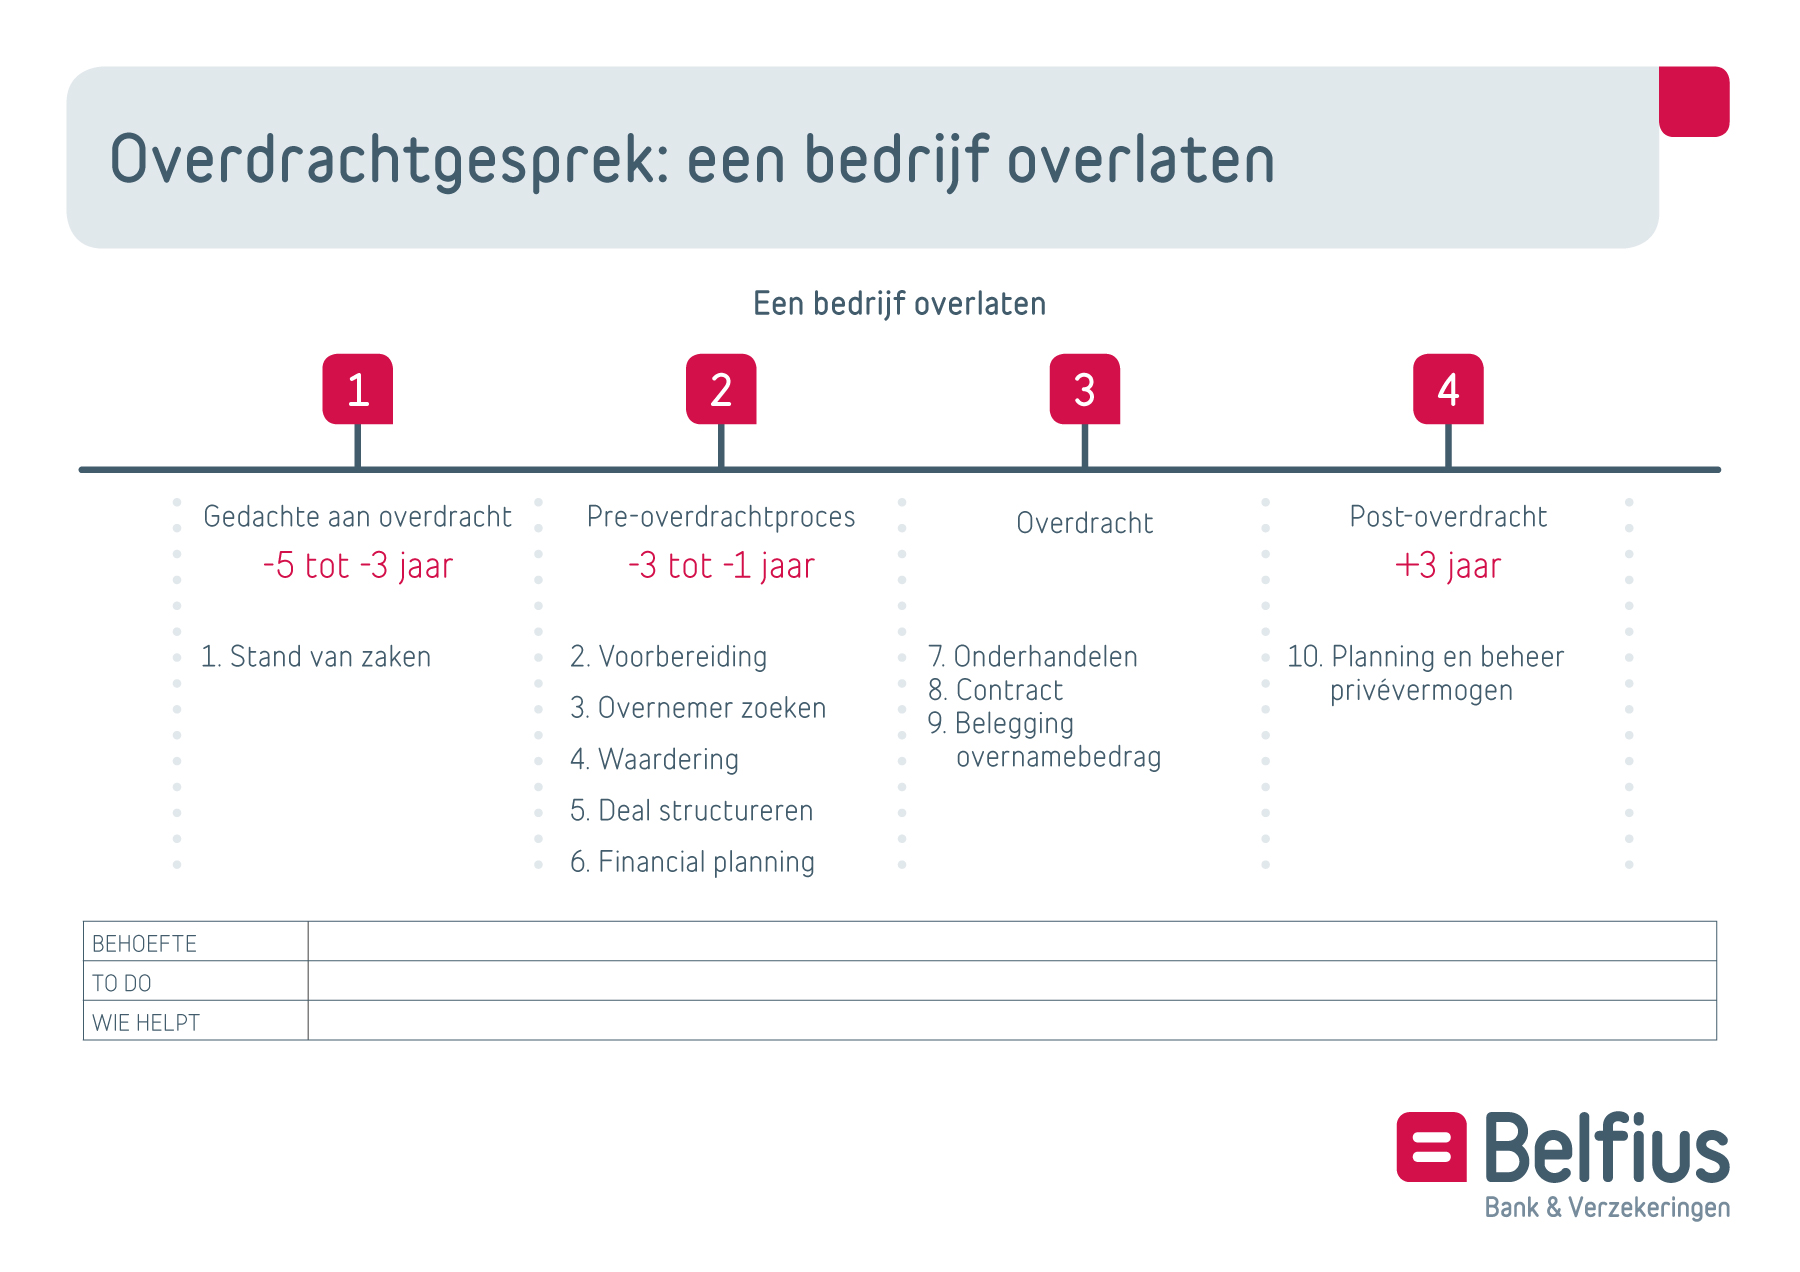 Overdrachtgesprek: een bedrijf overlaten
Een bedrijf overlaten
1
2
3
4
Gedachte aan overdracht
-5 tot -3 jaar
1. Stand van zaken
Pre-overdrachtproces
-3 tot -1 jaar
2. Voorbereiding
3. Overnemer zoeken
4. Waardering
5. Deal structureren
6. Financial planning
Overdracht
7. Onderhandelen
8. Contract
9. Belegging
overnamebedrag
Post-overdracht
+3 jaar
10. Planning en beheer
privévermogen
BEHOEFTE
TO DO
WIE HELPT
Belfius
Bank & Verzekeringen